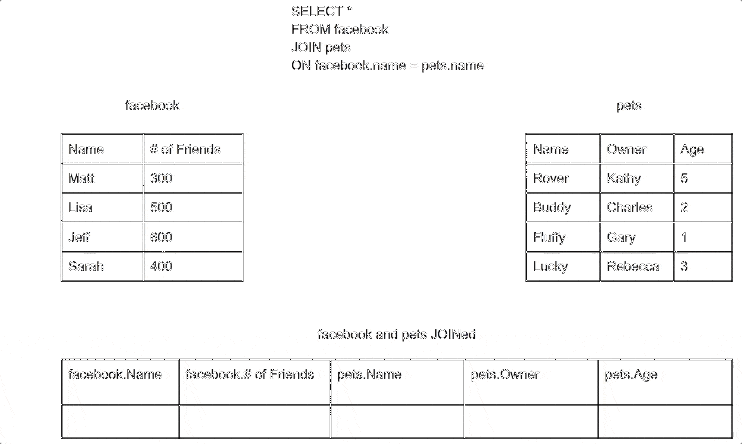 SELECT *
FROM facebook
JOIN pets
ON facebook.name = pets.name
facebook
Name # of Friends
Matt 300
Lisa 500
Jeff 600
Sarah 400
pets
Name Owner Age
Rover Kathy 5
Buddy Charles 2
Fluffy Gary 1
Lucky Rebecca 3
facebook and pets JOINed
facebook.Name facebook.# of Friends pets.Name pets.Owner pets.Age